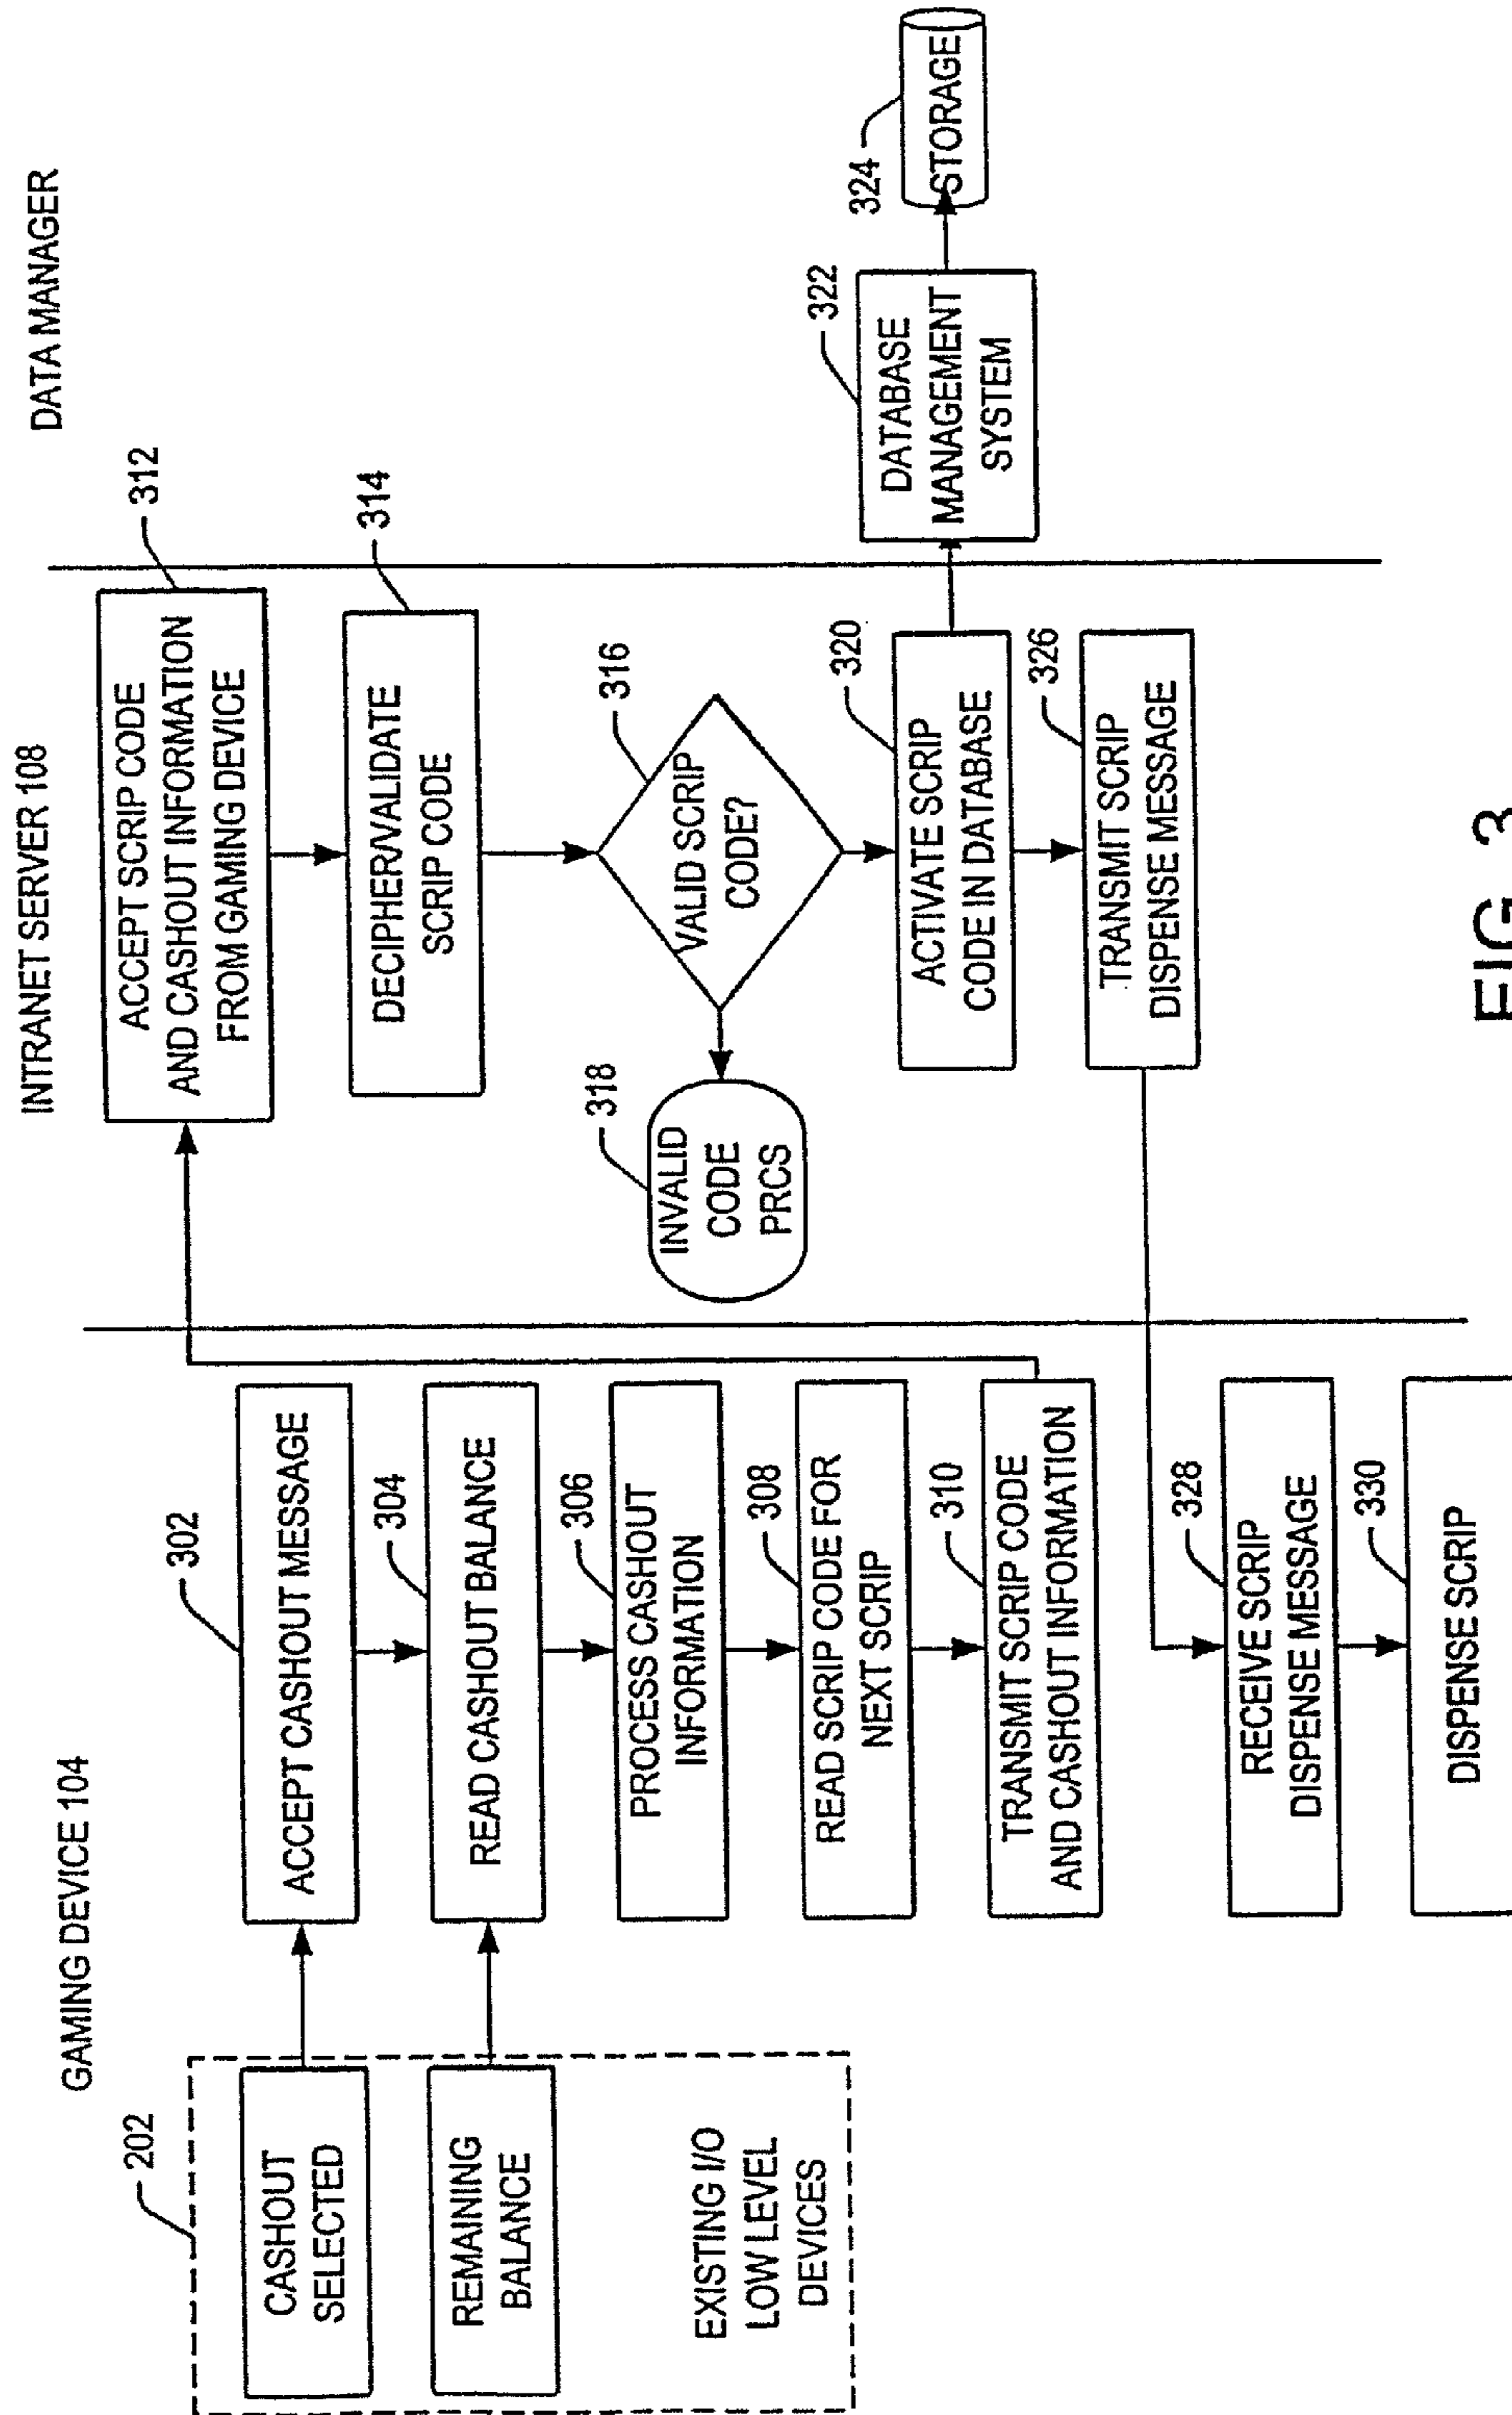 GAMING DEVICE 104
INTRANET SERVER 108
DATA MANAGER
202
CASHOUT
SELECTED
REMAINING
BALANCE
EXISTING I/O
LOW LEVEL
DEVICES
302
ACCEPT CASHOUT MESSAGE
304
READ CASHOUT BALANCE
306
PROCESS CASHOUT
INFORMATION
308
READ SCRIP CODE FOR
NEXT SCRIP
310
TRANSMIT SCRIP CODE
AND CASHOUT INFORMATION
328
RECEIVE SCRIP
DISPENSE MESSAGE
330
DISPENSE SCRIP
312
ACCEPT SCRIP CODE
AND CASHOUT INFORMATION
FROM GAMING DEVICE
314
DECIPHER/VALIDATE
SCRIP CODE
316
VALID SCRIP
CODE?
318
INVALID
CODE
PRCS
320
ACTIVATE SCRIP
CODE IN DATABASE
326
TRANSMIT SCRIP
DISPENSE MESSAGE
322
DATABASE
MANAGEMENT
SYSTEM
324
STORAGE
FIG. 3